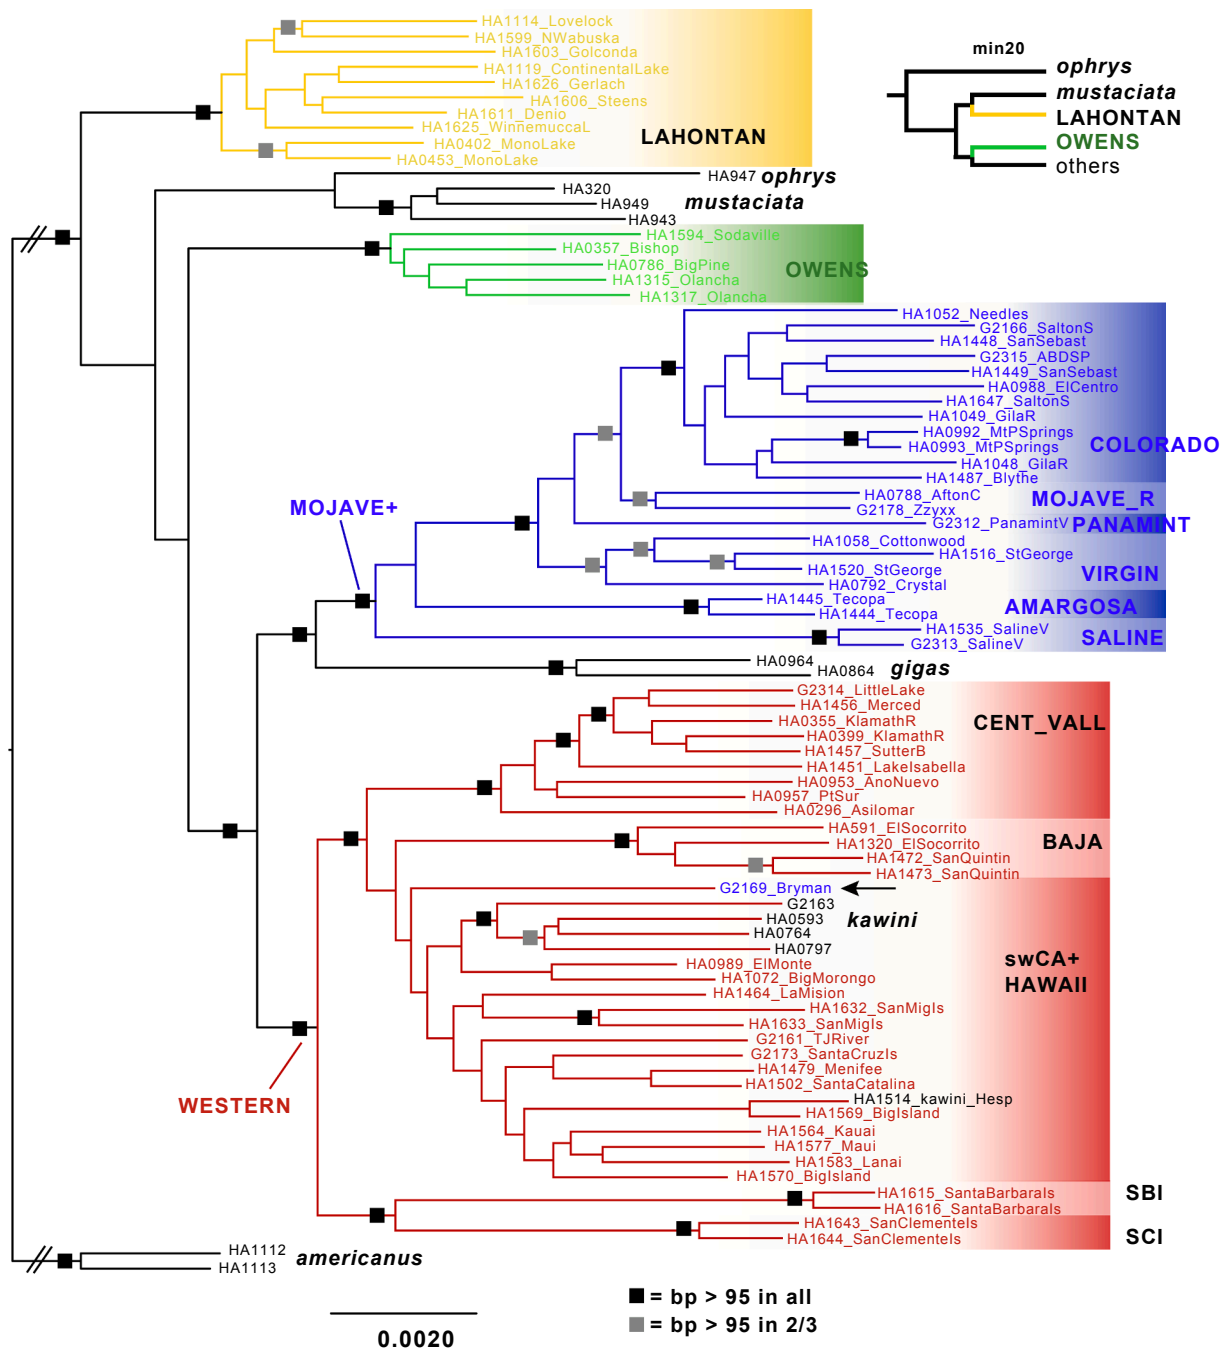 HA1114_Lovelock
HA1599_NWabuska
HA1603_Golconda
HA1119_ContinentalLake
HA1626_Gerlach
HA1606_Steens
HA1611_Denio
HA1625_WinnemuccaL
HA0402_MonoLake
HA0453_MonoLake
LAHONTAN
min20
ophrys
mustaciata
LAHONTAN
OWENS
others
HA947 ophrys
HA320
HA949
HA943
mustaciata
HA1594_Sodaville
HA0357_Bishop
HA0786_BigPine
HA1315_Olancha
HA1317_Olancha
OWENS
HA1052_Needles
G2166_SaltonS
HA1448_SanSebast
G2315_ABDSP
HA1449_SanSebast
HA0988_ElCentro
HA1647_SaltonS
HA1049_GilaR
HA0992_MtPSprings
HA0993_MtPSprings
HA1048_GilaR
HA1487_Blythe
COLORADO
HA0788_AftonC
G2178_Zzyxx
MOJAVE_R
G2312_PanamintV
PANAMINT
MOJAVE+
HA1058_Cottonwood
HA1516_StGeorge
HA1520_StGeorge
HA0792_Crystal
VIRGIN
HA1445_Tecopa
HA1444_Tecopa
AMARGOSA
HA1535_SalineV
G2313_SalineV
SALINE
HA0964
HA0864
gigas
G2314_LittleLake
HA1456_Merced
HA0355_KlamathR
HA0399_KlamathR
HA1457_SutterB
HA1451_LakeIsabella
HA0953_AnoNuevo
HA0957_PtSur
HA0296_Asilomar
CENT_VALL
HA591_ElSocorrito
HA1320_ElSocorrito
HA1472_SanQuintin
HA1473_SanQuintin
BAJA
G2169_Bryman
G2163
HA0593
HA0764
HA0797
kawini
HA0989_ElMonte
HA1072_BigMorongo
HA1464_LaMision
HA1632_SanMigIs
HA1633_SanMigIs
G2161_TJRiver
G2173_SantaCruzIs
HA1479_Menifee
HA1502_SantaCatalina
HA1514_kawini_Hesp
HA1569_BigIsland
HA1564_Kauai
HA1577_Maui
HA1583_Lanai
HA1570_BigIsland
swCA+
HAWAII
WESTERN
HA1615_SantaBarbaraIs
HA1616_SantaBarbaraIs
SBI
HA1643_SanClementeIs
HA1644_SanClementeIs
SCI
HA1112
HA1113
americanus
0.0020
= bp > 95 in all
= bp > 95 in 2/3